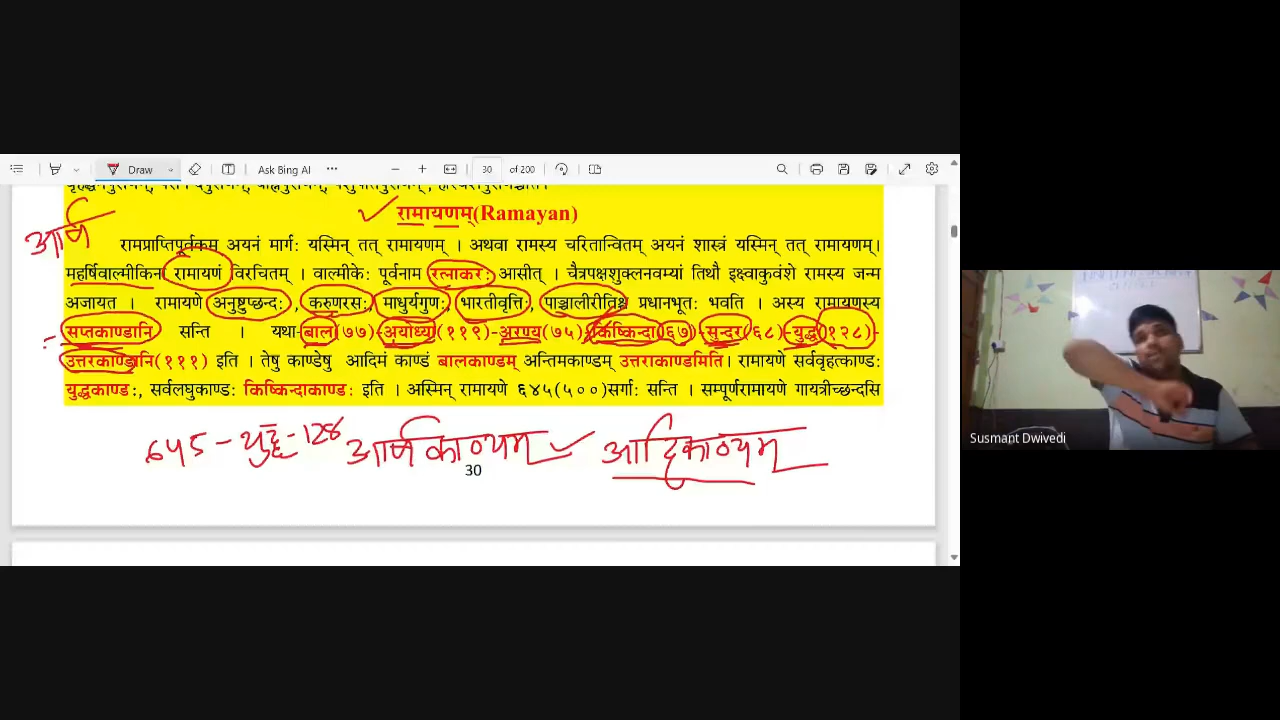 Draw
Ask Bing AI
30 of 200
रामायणम्(Ramayan)
आर्ष
रामप्राप्तिपूर्वकम् अयनं मार्गः यस्मिन् तत् रामायणम् । अथवा रामस्य चरितान्वितम् अयनं शास्त्रं यस्मिन् तत् रामायणम्।
महर्षिवाल्मीकिना रामायणं विरचितम् । वाल्मीकेः पूर्वनाम रत्नाकरः आसीत् । चैत्रपक्षशुक्लनवम्यां तिथौ इक्ष्वाकुवंशे रामस्य जन्म
अजायत । रामायणे अनुष्टुप्छन्दः, करुणरसः, माधुर्यगुणः, भारतीवृत्तिः, पाञ्चालीरीतिश्च प्रधानभूतः भवति । अस्य रामायणस्य
सप्तकाण्डानि सन्ति । यथा-बाल(७७)-अयोध्या(११९)-अरण्य(७५)-किष्किन्दा(६७)-सुन्दर(६८)-युद्ध(१२८)-
उत्तरकाण्डानि(१११) इति । तेषु काण्डेषु आदिमं काण्डं बालकाण्डम् अन्तिमकाण्डम् उत्तराकाण्डमिति। रामायणे सर्ववृहत्काण्डः
युद्धकाण्डः, सर्वलघुकाण्डः किष्किन्दाकाण्डः इति । अस्मिन् रामायणे ६४५(५००)सर्गाः सन्ति । सम्पूर्णरामायणे गायत्रीच्छन्दसि
645 - युद्ध - 128 आर्षकाव्यम् आदिकाव्यम्
30
Susmant Dwivedi